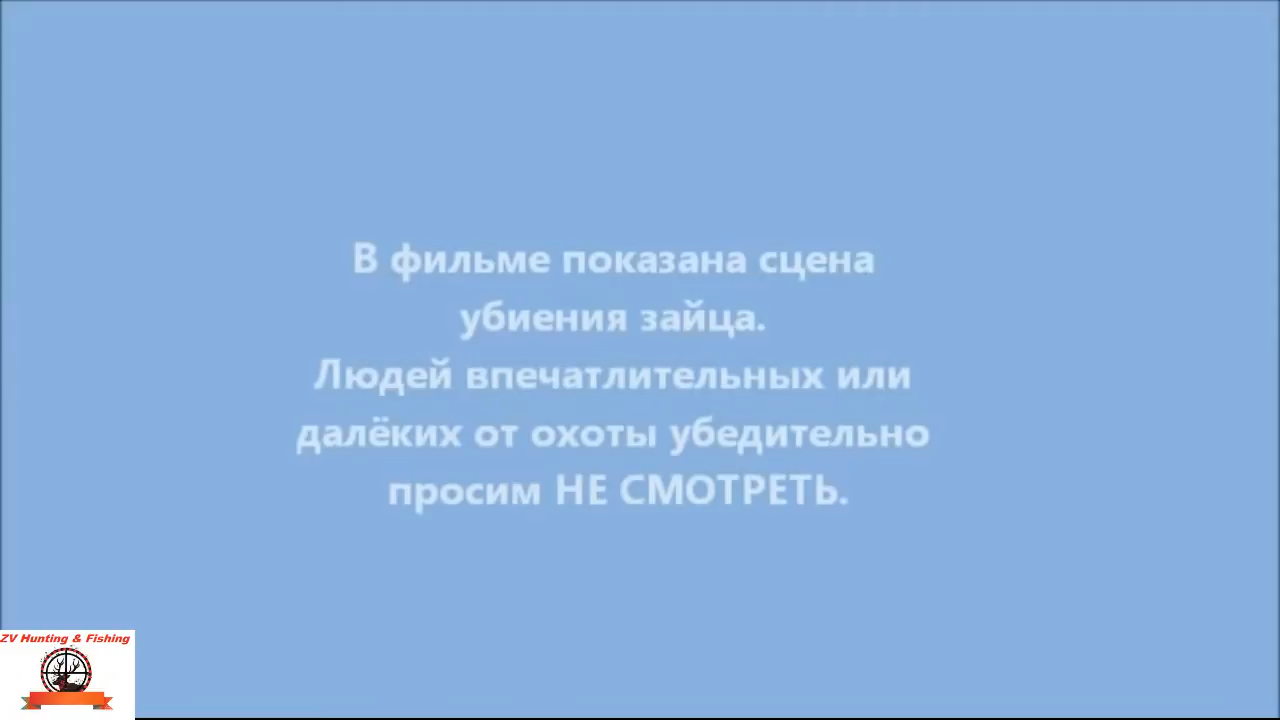 В фильме показана сцена
убиения зайца.
Людей впечатлительных или
далёких от охоты убедительно
просим НЕ СМОТРЕТЬ.
ZV Hunting & Fishing